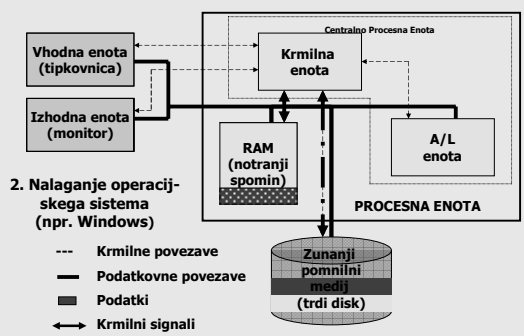 Vhodna enota
(tipkovnica)
Centralno Procesna Enota
Krmilna
enota
Izhodna enota
(monitor)
RAM
(notranji
spomin)
A/L
enota
2. Nalaganje operacij-
skega sistema
(npr. Windows)
PROCESNA ENOTA
Krmilne povezave
Podatkovne povezave
Podatki
Krmilni signali
Zunanji
pomnilni
medij
(trdi disk)